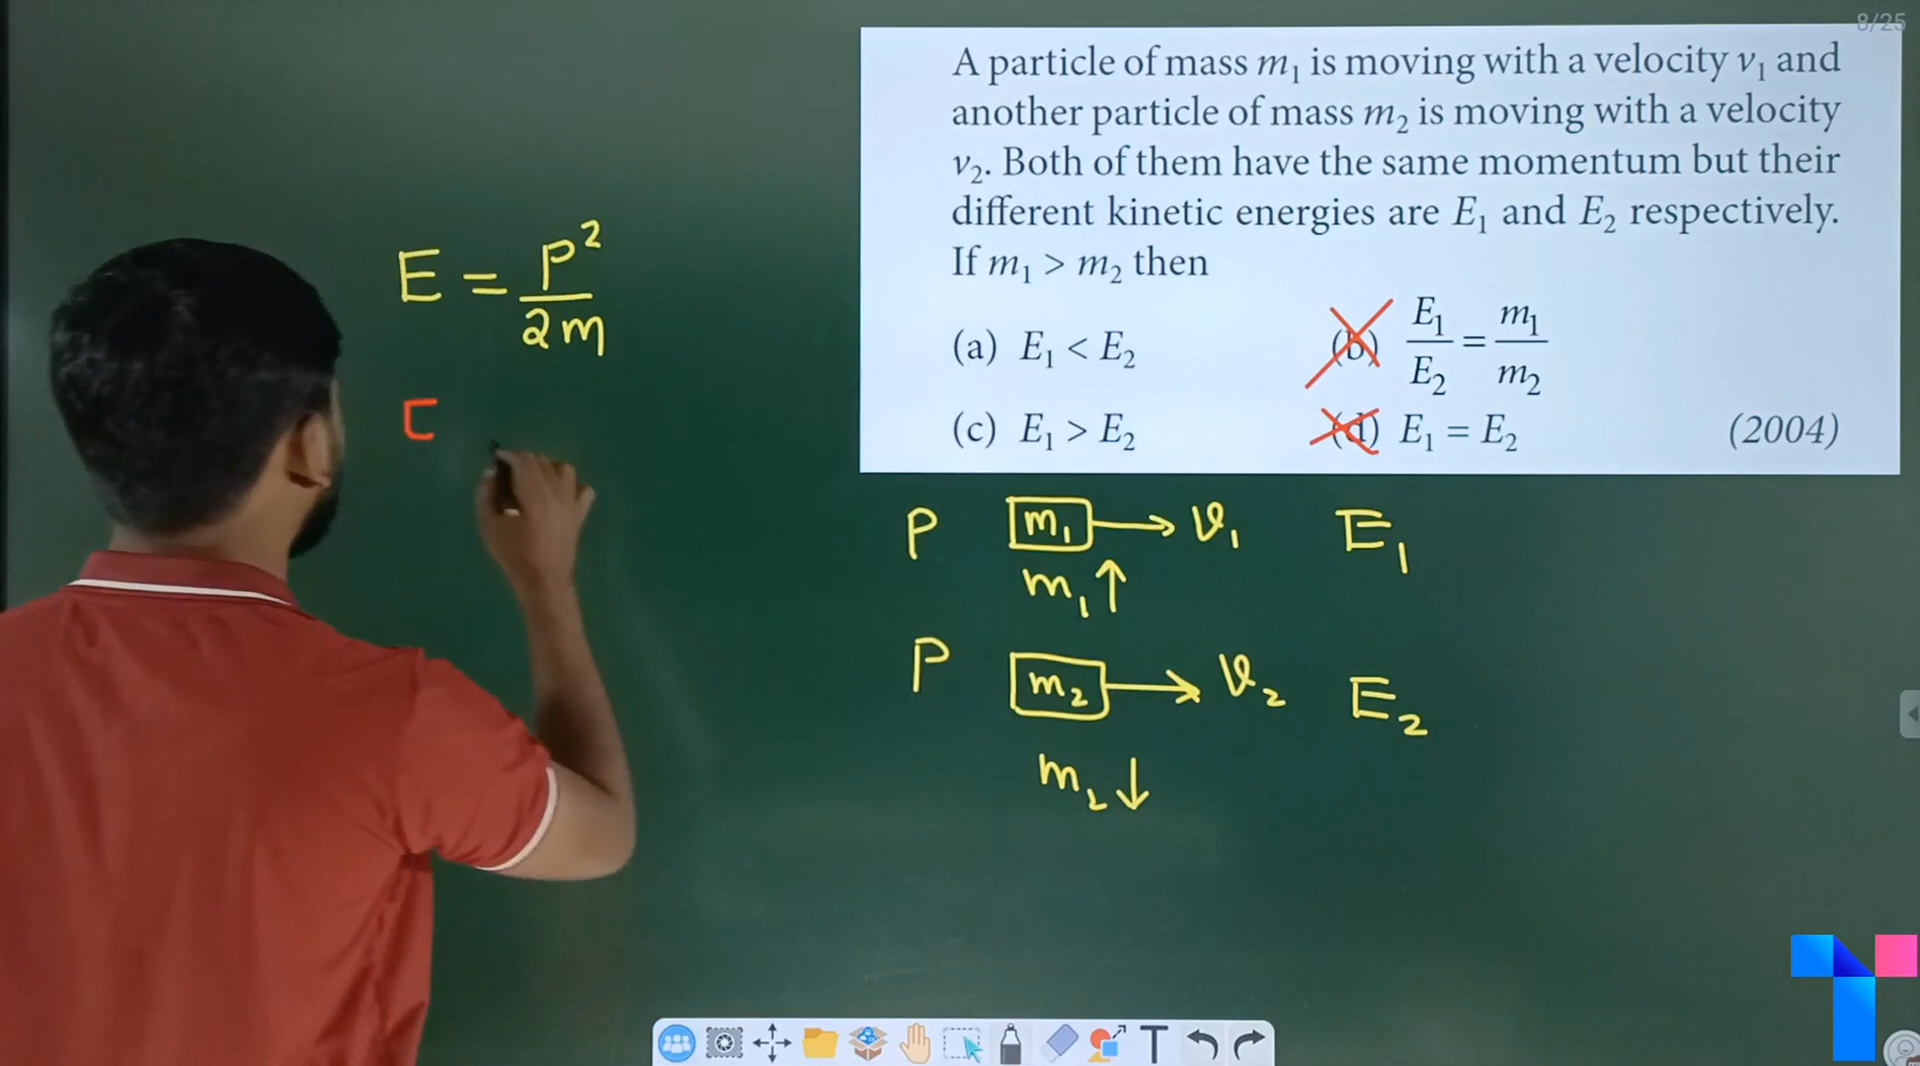 8/25
A particle of mass m₁ is moving with a velocity v₁ and
another particle of mass m₂ is moving with a velocity
v₂. Both of them have the same momentum but their
different kinetic energies are E₁ and E₂ respectively.
If m₁ > m₂ then
(a) E₁ < E₂ (b) E₁/E₂ = m₁/m₂
(c) E₁ > E₂ (d) E₁ = E₂ (2004)
E = P²/2m
P m₁ → v₁ E₁
m₁ ↑
P m₂ → v₂ E₂
m₂ ↓
T